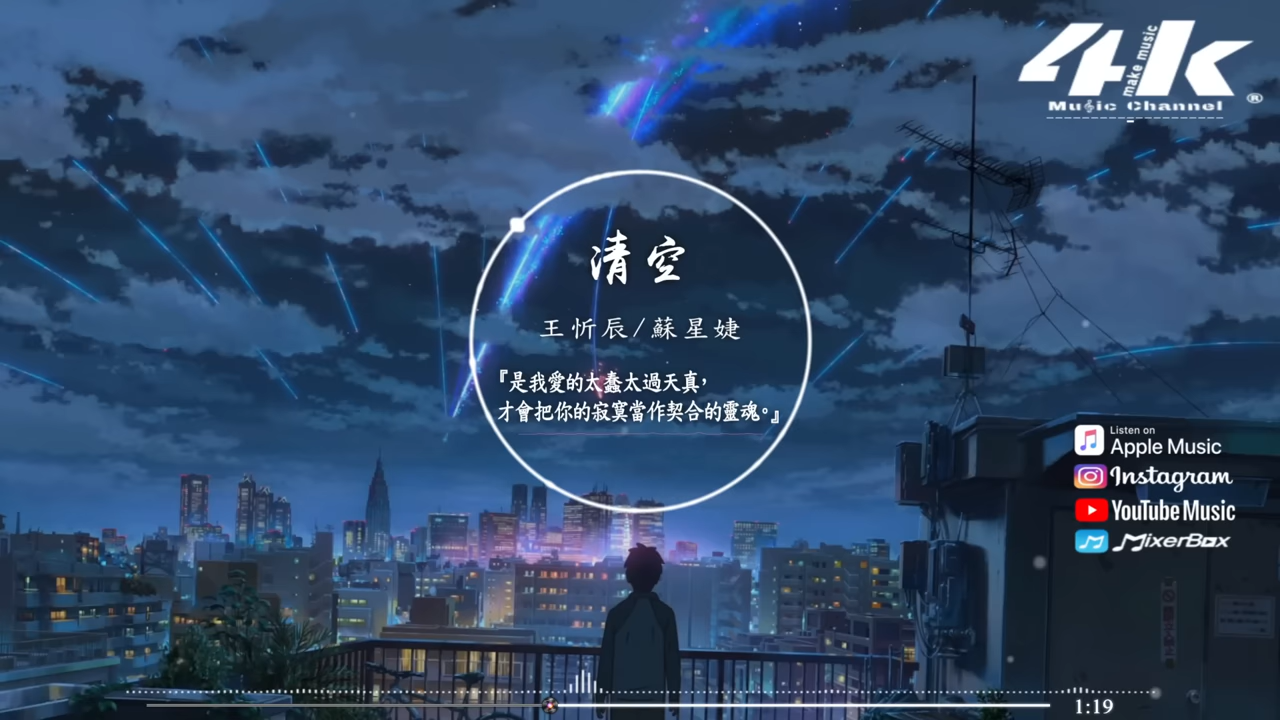 4k
make music
Music Channel
®
清空
王忻辰/蘇星婕
『是我愛的太蠢太過天真，
才會把你的寂寞當作契合的靈魂。』
Listen on
Apple Music
Instagram
YouTube Music
MixerBox
1:19